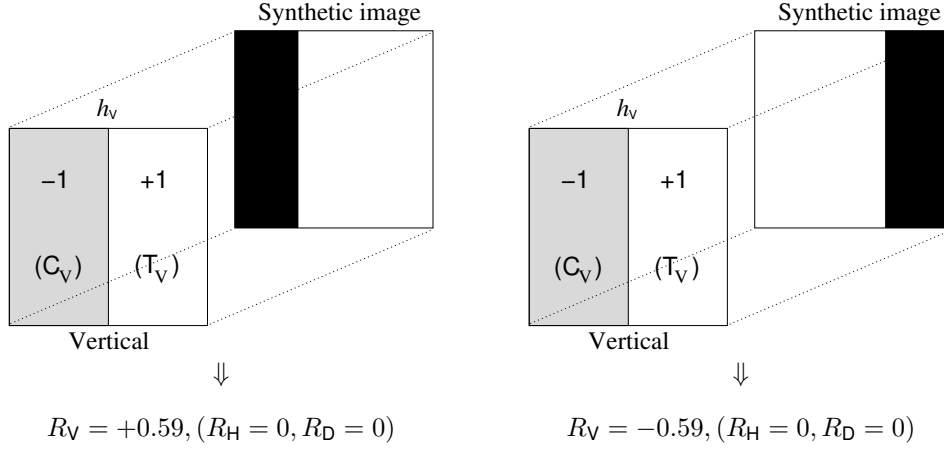 Synthetic image
h_V
−1 +1
(C_V) (T_V)
Vertical
⇓
R_V = +0.59, (R_H = 0, R_D = 0)
Synthetic image
h_V
−1 +1
(C_V) (T_V)
Vertical
⇓
R_V = −0.59, (R_H = 0, R_D = 0)